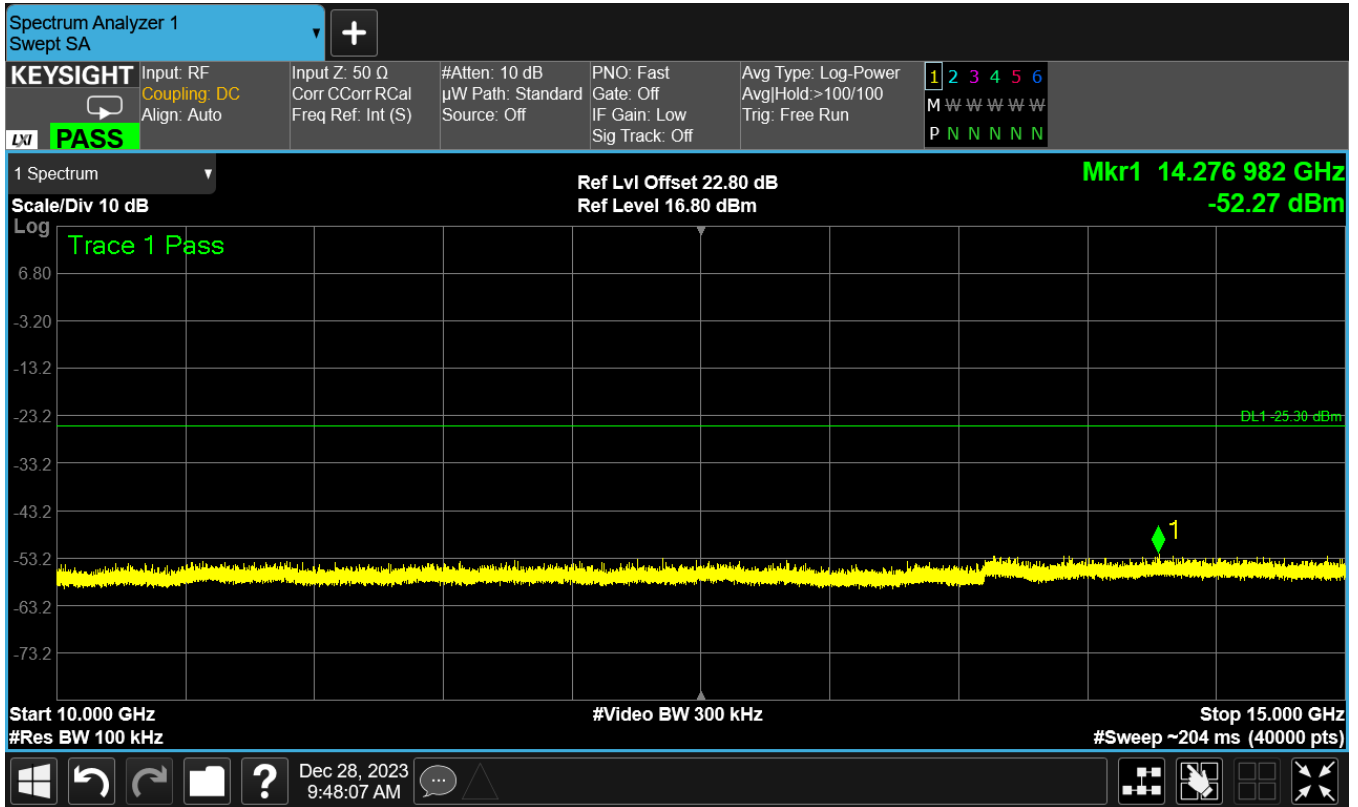 Spectrum Analyzer 1
Swept SA
KEYSIGHT
LXI PASS
Input: RF
Coupling: DC
Align: Auto
Input Z: 50 Ω
Corr CCorr RCal
Freq Ref: Int (S)
#Atten: 10 dB
µW Path: Standard
Source: Off
PNO: Fast
Gate: Off
IF Gain: Low
Sig Track: Off
Avg Type: Log-Power
Avg|Hold:>100/100
Trig: Free Run
1 2 3 4 5 6
M W W W W W
P N N N N N
1 Spectrum
Scale/Div 10 dB
Ref Lvl Offset 22.80 dB
Ref Level 16.80 dBm
Mkr1 14.276 982 GHz
-52.27 dBm
Log
Trace 1 Pass
6.80
-3.20
-13.2
-23.2
DL1 -25.30 dBm
-33.2
-43.2
1
-53.2
-63.2
-73.2
Start 10.000 GHz
#Video BW 300 kHz
Stop 15.000 GHz
#Res BW 100 kHz
#Sweep ~204 ms (40000 pts)
?
Dec 28, 2023
9:48:07 AM